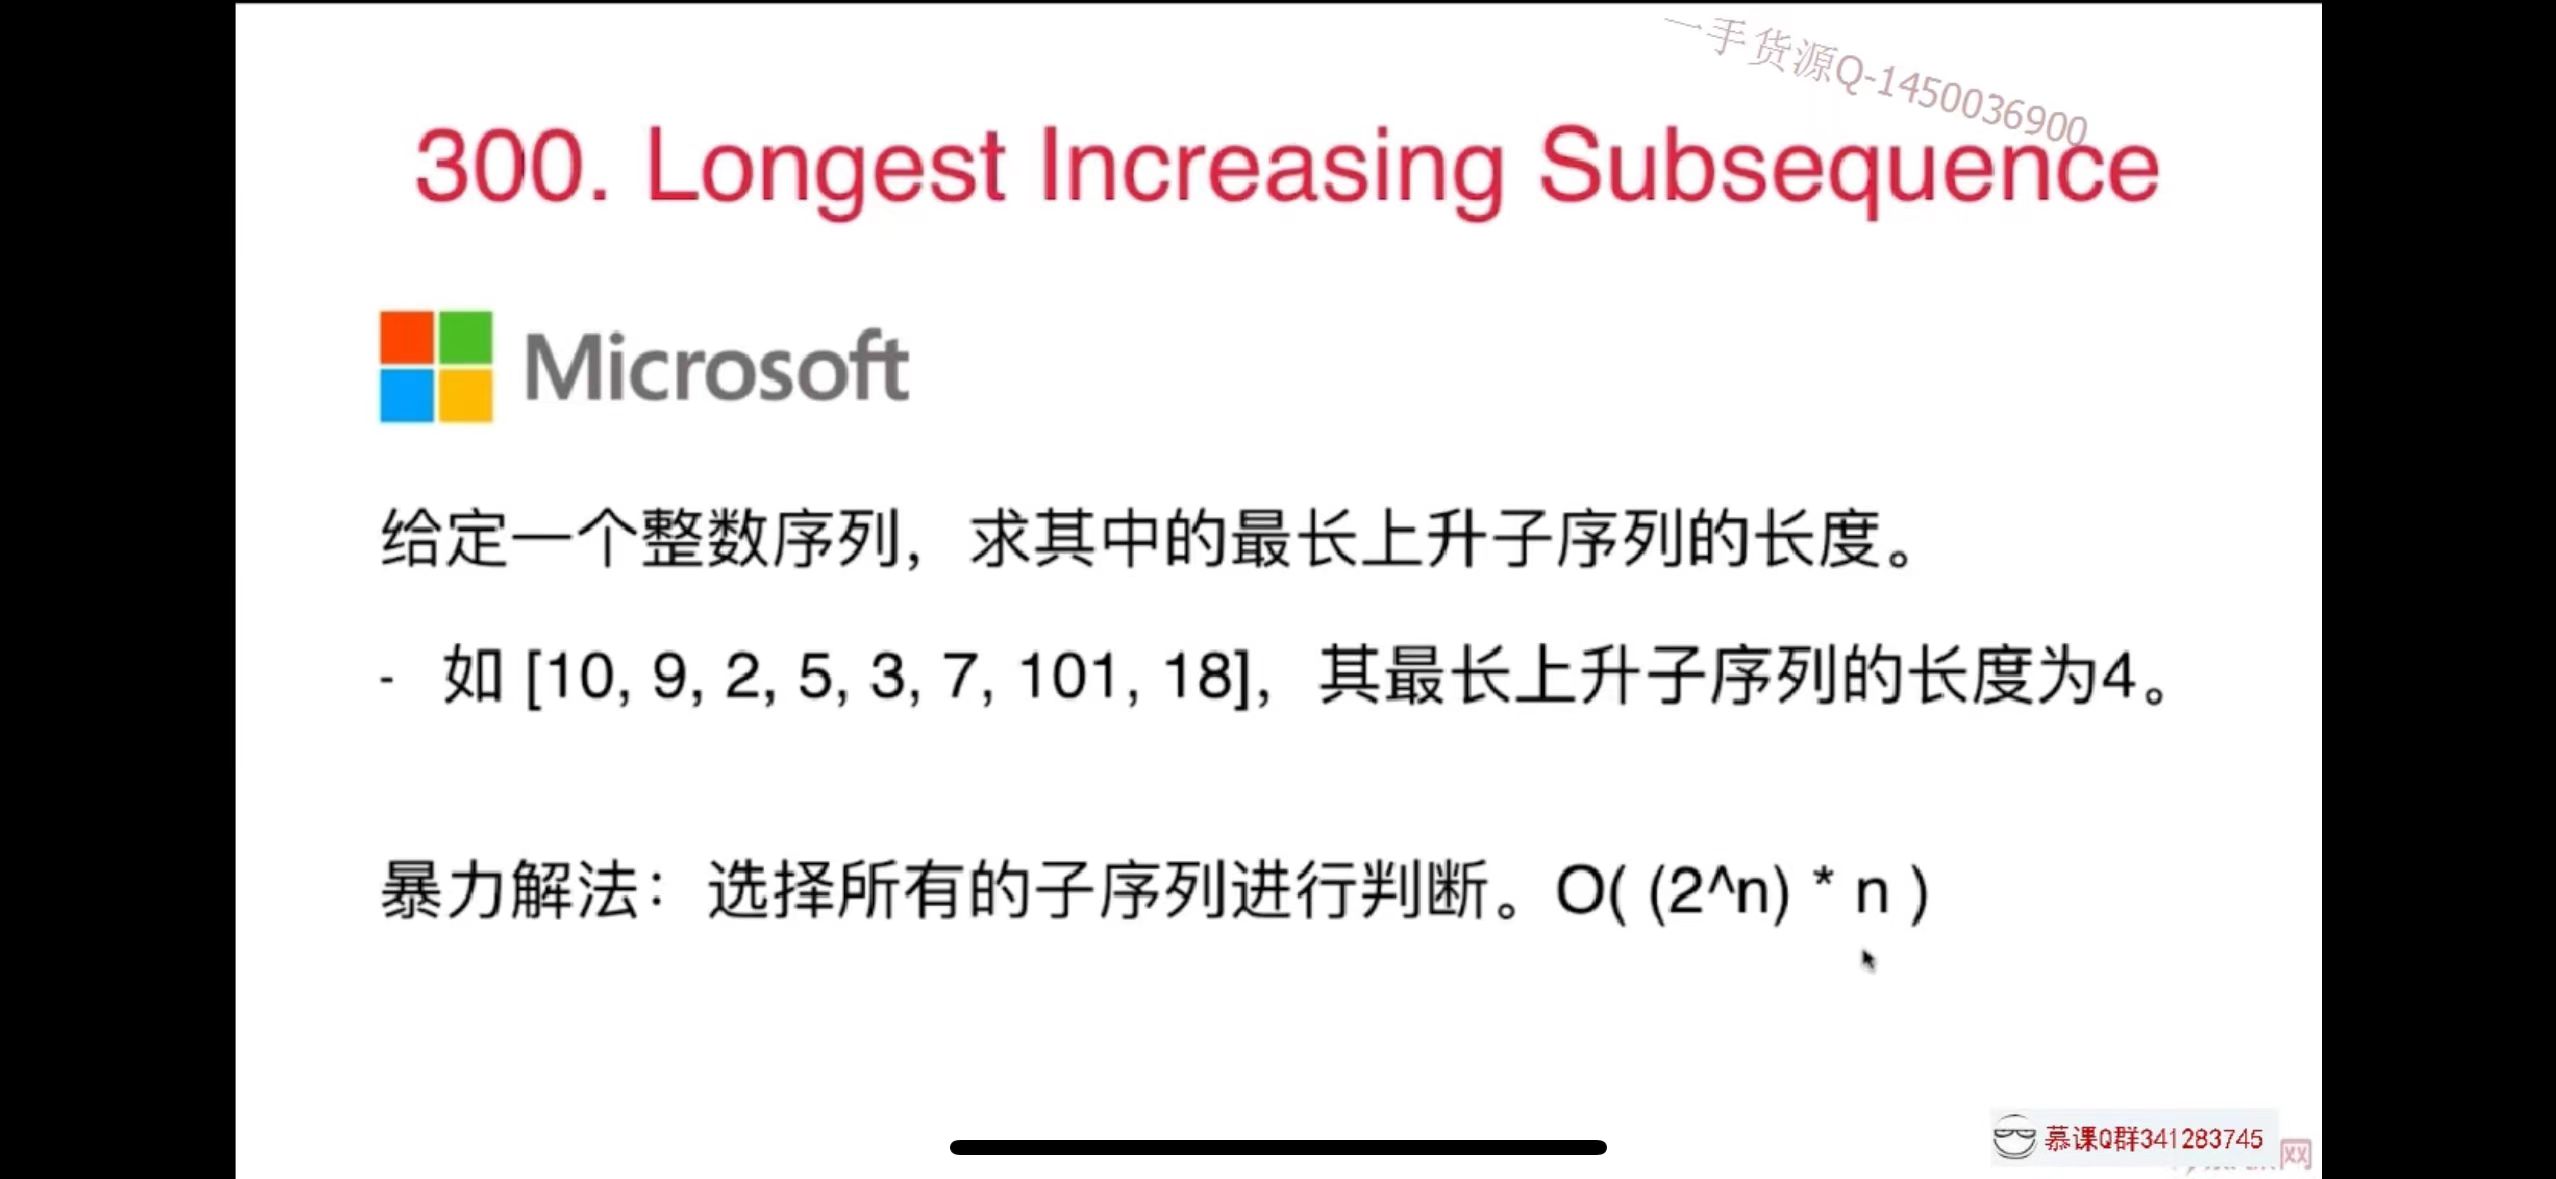 一手货源Q-1450036900
300. Longest Increasing Subsequence
Microsoft
给定一个整数序列，求其中的最长上升子序列的长度。
- 如 [10, 9, 2, 5, 3, 7, 101, 18]，其最长上升子序列的长度为4。
暴力解法：选择所有的子序列进行判断。O( (2^n) * n )
慕课Q群341283745
网